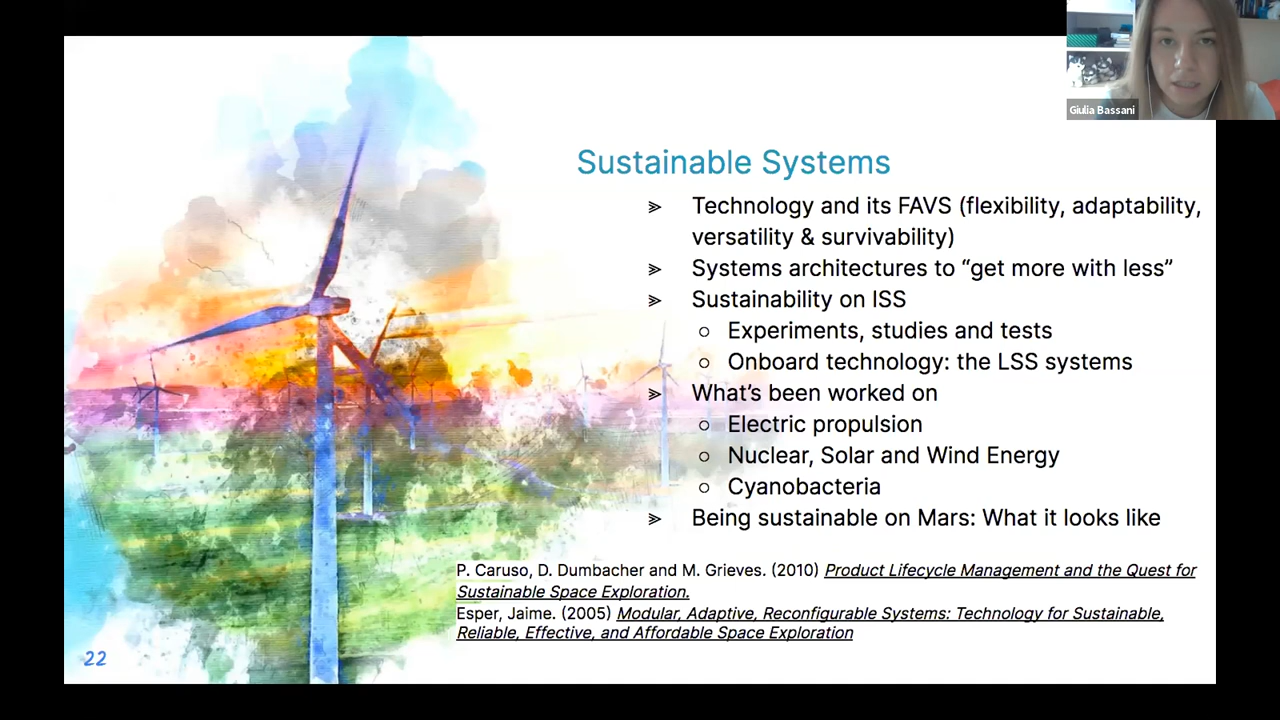 Giulia Bassani
Sustainable Systems
⪢ Technology and its FAVS (flexibility, adaptability,
versatility & survivability)
⪢ Systems architectures to “get more with less”
⪢ Sustainability on ISS
○ Experiments, studies and tests
○ Onboard technology: the LSS systems
⪢ What’s been worked on
○ Electric propulsion
○ Nuclear, Solar and Wind Energy
○ Cyanobacteria
⪢ Being sustainable on Mars: What it looks like
P. Caruso, D. Dumbacher and M. Grieves. (2010) Product Lifecycle Management and the Quest for
Sustainable Space Exploration.
Esper, Jaime. (2005) Modular, Adaptive, Reconfigurable Systems: Technology for Sustainable,
Reliable, Effective, and Affordable Space Exploration
22